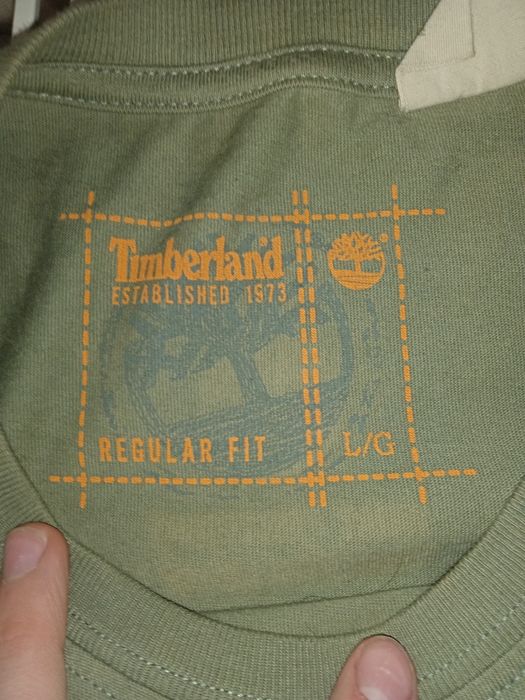 Timberland
ESTABLISHED 1973
REGULAR FIT
L/G